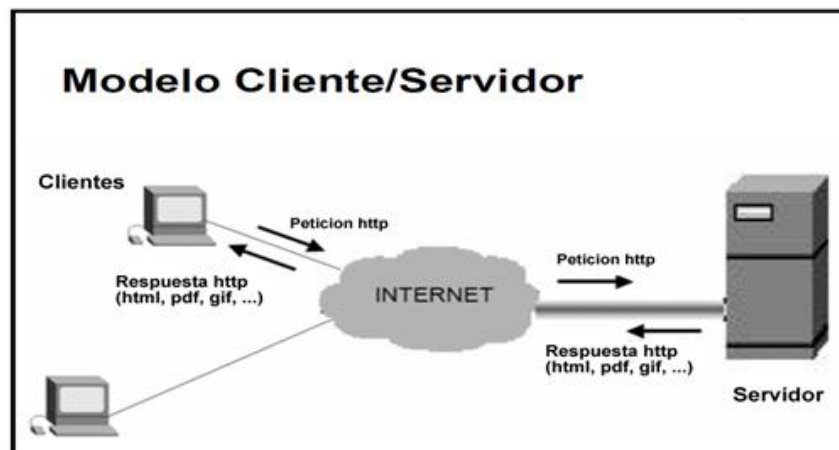 Modelo Cliente/Servidor
Clientes
Peticion http
Respuesta http
(html, pdf, gif, ...)
INTERNET
Peticion http
Respuesta http
(html, pdf, gif, ...)
Servidor